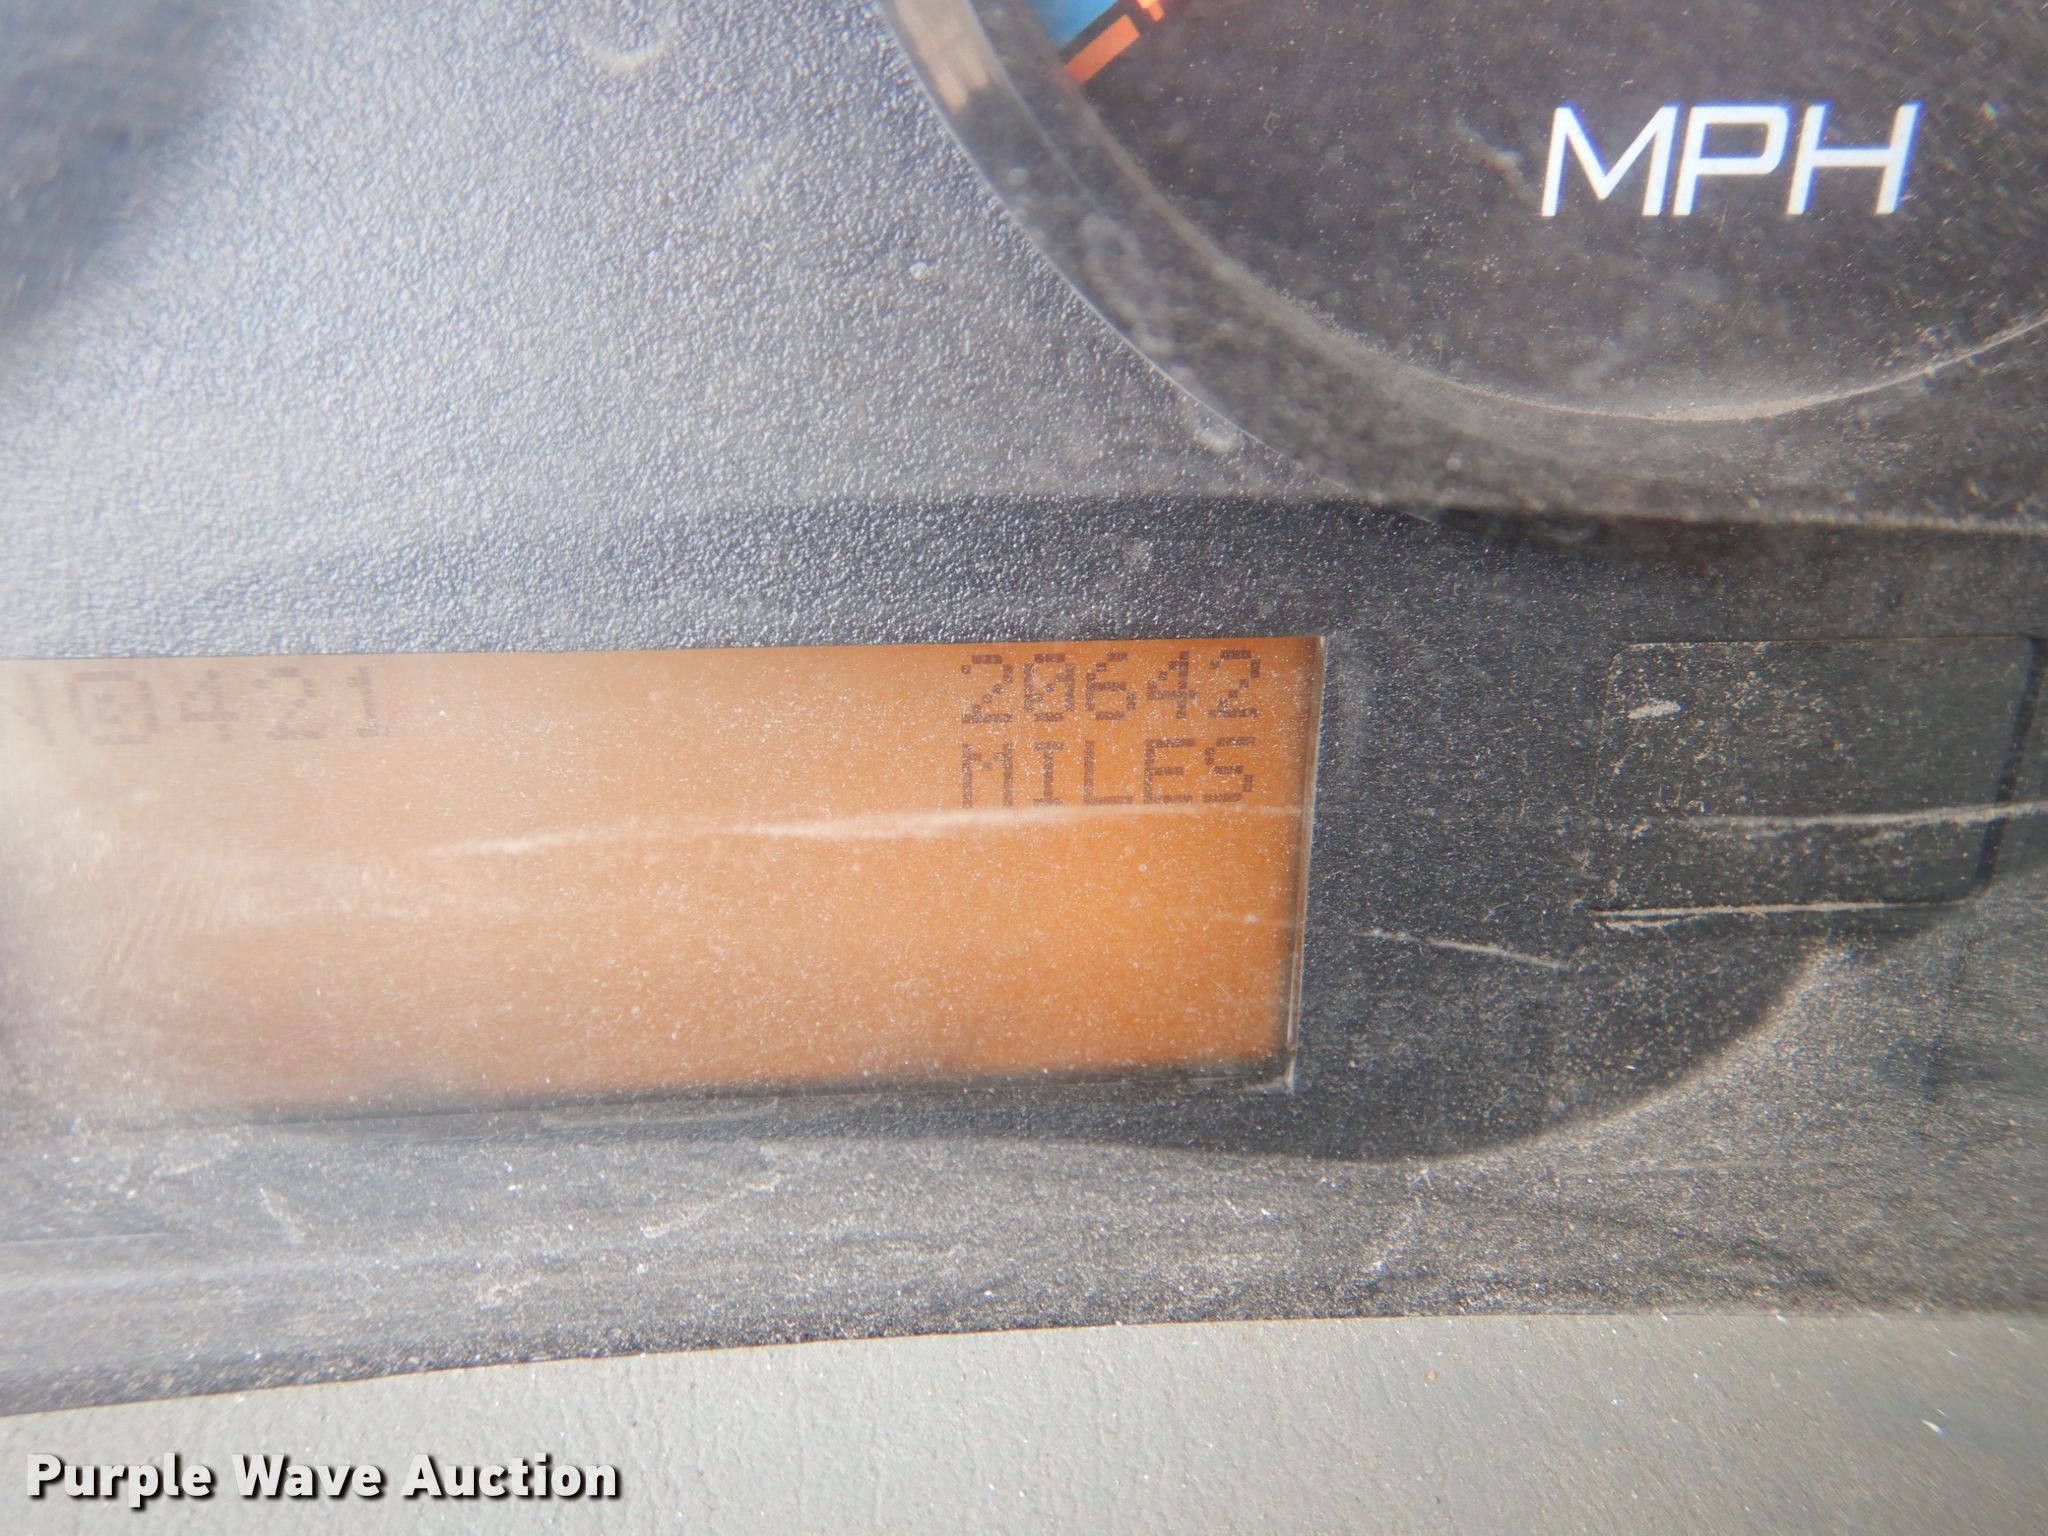 MPH
0421 20642
MILES
Purple Wave Auction